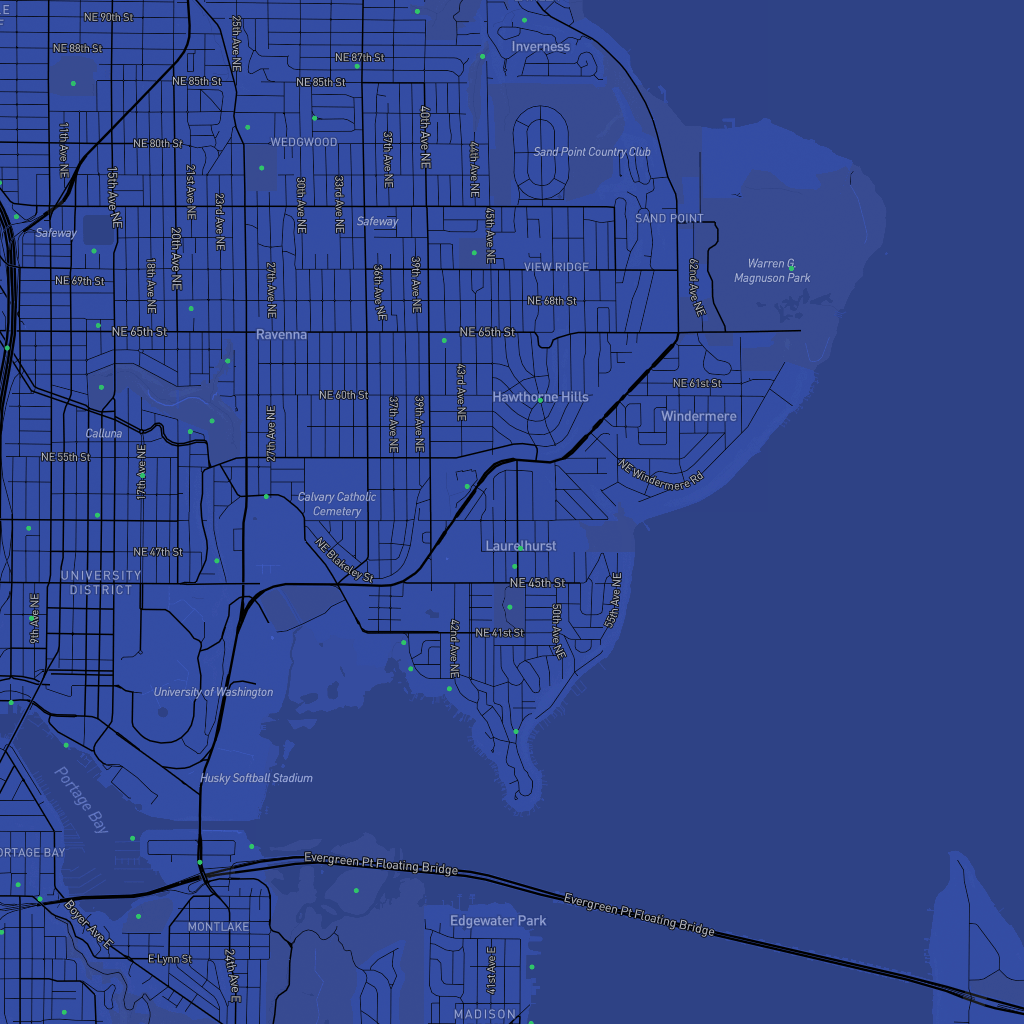 NE 90th St
25th Ave NE
Inverness
NE 88th St
NE 87th St
NE 85th St
NE 85th St
40th Ave NE
11th Ave NE
NE 80th St
WEDGWOOD
37th Ave NE
44th Ave NE
Sand Point Country Club
15th Ave NE
21st Ave NE
23rd Ave NE
30th Ave NE
33rd Ave NE
Safeway
Safeway
45th Ave NE
SAND POINT
20th Ave NE
18th Ave NE
27th Ave NE
36th Ave NE
39th Ave NE
VIEW RIDGE
62nd Ave NE
Warren G.
Magnuson Park
NE 69th St
NE 68th St
NE 65th St
Ravenna
NE 65th St
NE 60th St
43rd Ave NE
NE 61st St
Hawthorne Hills
37th Ave NE
39th Ave NE
27th Ave NE
Windermere
Calluna
NE 55th St
17th Ave NE
NE Windermere Rd
Calvary Catholic
Cemetery
NE 47th St
NE Blakeley St
Laurelhurst
UNIVERSITY
DISTRICT
NE 45th St
9th Ave NE
55th Ave NE
50th Ave NE
42nd Ave NE
NE 41st St
University of Washington
Portage Bay
Husky Softball Stadium
ORTAGE BAY
Evergreen Pt Floating Bridge
Evergreen Pt Floating Bridge
Boyer Ave E
MONTLAKE
Edgewater Park
E Lynn St
24th Ave E
41st Ave E
MADISON